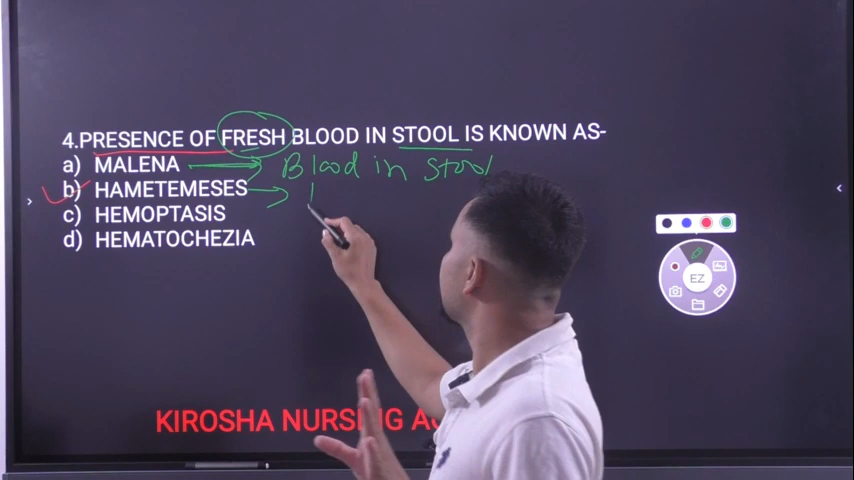 4.PRESENCE OF FRESH BLOOD IN STOOL IS KNOWN AS-
a) MALENA Blood in stool
b) HAMETEMESES
c) HEMOPTASIS
d) HEMATOCHEZIA
EZ
KIROSHA NURSING